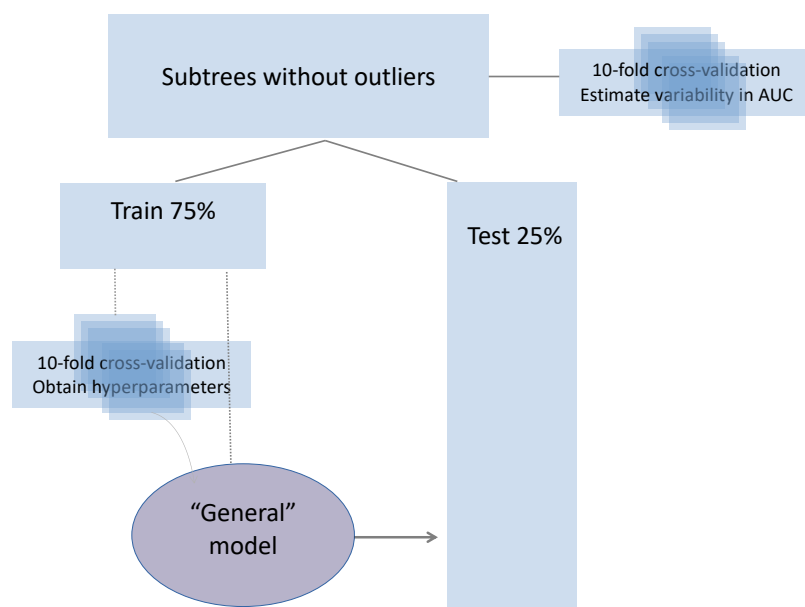 Subtrees without outliers
10-fold cross-validation
Estimate variability in AUC
Train 75%
Test 25%
10-fold cross-validation
Obtain hyperparameters
“General”
model